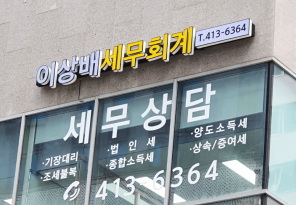 이상배세무회계 T.413-6364
세무상담
·기장대리 ·법인세 ·양도소득세
·조세불복 ·종합소득세 ·상속/증여세
413-6364